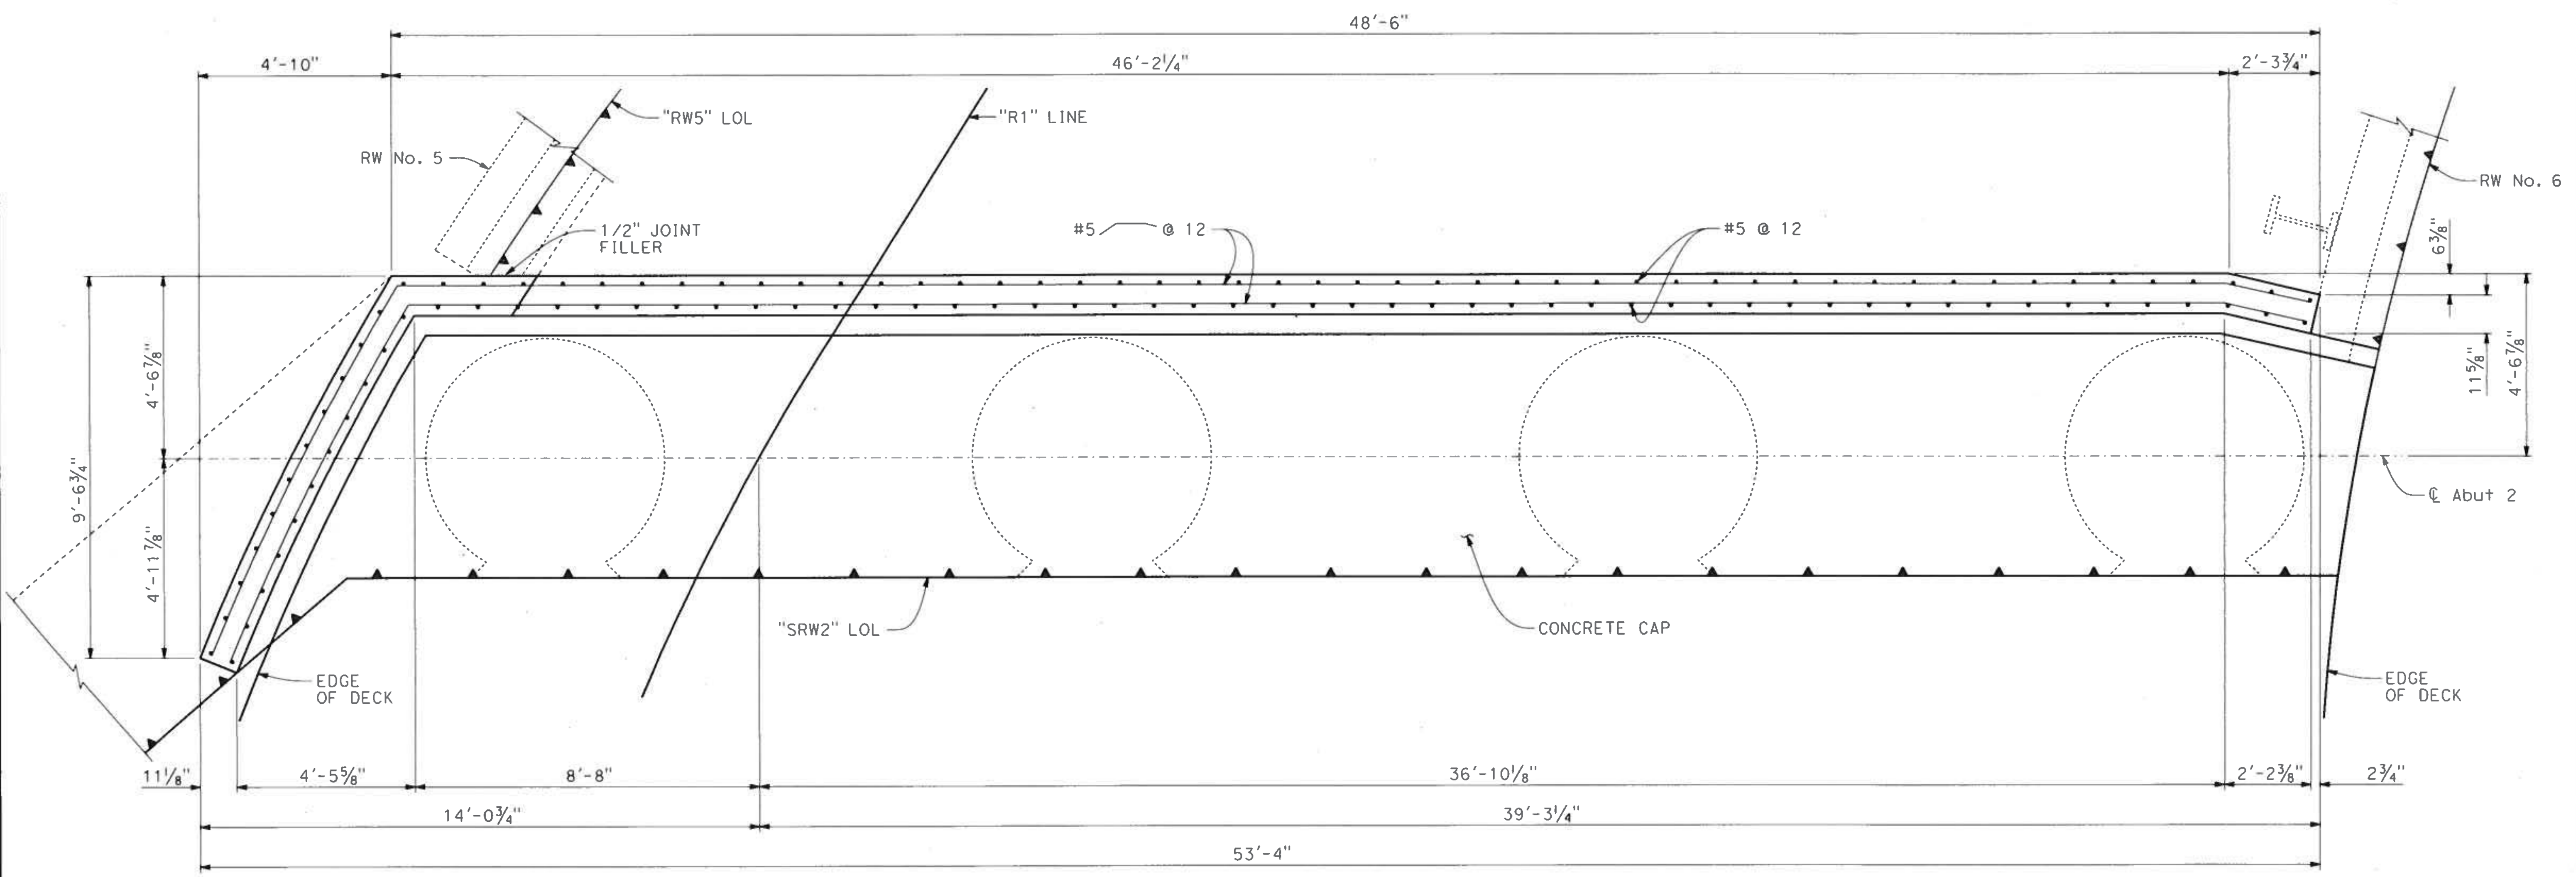 48'-6"
4'-10"
46'-2¼"
2'-3¾"
"RW5" LOL
"R1" LINE
RW No. 5
RW No. 6
1/2" JOINT
FILLER
#5 @ 12
#5 @ 12
6⅜"
4'-6⅞"
9'-6¾"
4'-11⅞"
11⅝"
4'-6⅞"
℄ Abut 2
"SRW2" LOL
CONCRETE CAP
EDGE
OF DECK
EDGE
OF DECK
11⅛"
4'-5⅝"
8'-8"
36'-10⅛"
2'-2⅜"
2¾"
14'-0¾"
39'-3¼"
53'-4"